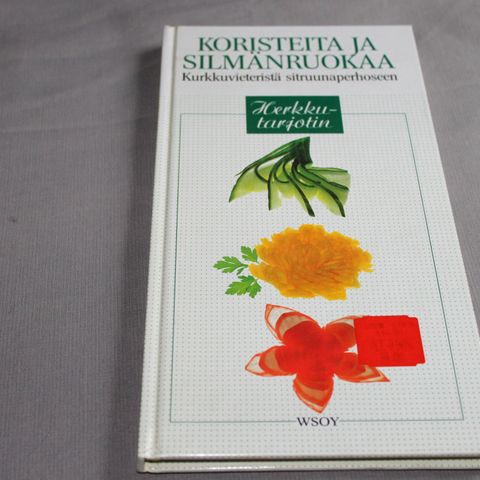 KORISTEITA JA
SILMÄNRUOKAA
Kurkkuvieteristä sitruunaperhoseen
Herkku-
tarjotin
WSOY